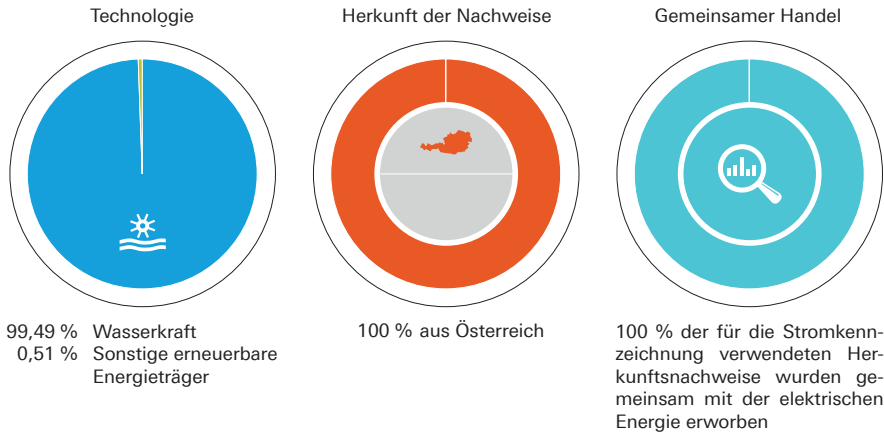 Technologie
Herkunft der Nachweise
Gemeinsamer Handel
99,49 % Wasserkraft
0,51 % Sonstige erneuerbare
Energieträger
100 % aus Österreich
100 % der für die Stromkenn-
zeichnung verwendeten Her-
kunftsnachweise wurden ge-
meinsam mit der elektrischen
Energie erworben